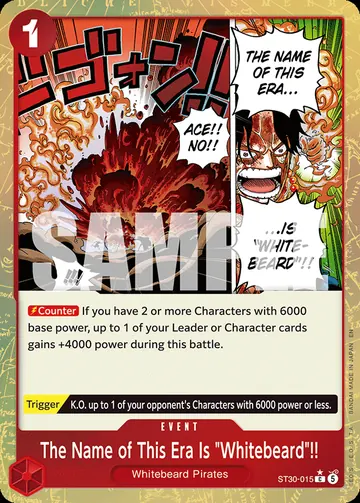 1
ゴゴォン!!
THE NAME
OF THIS
ERA...
ACE!!
NO!!
...IS
"WHITE-
BEARD"!!
!!!
SAMPLE
Counter If you have 2 or more Characters with 6000
base power, up to 1 of your Leader or Character cards
gains +4000 power during this battle.
Trigger K.O. up to 1 of your opponent's Characters with 6000 power or less.
EVENT
The Name of This Era Is "Whitebeard"!!
Whitebeard Pirates
ST30-015 C 5